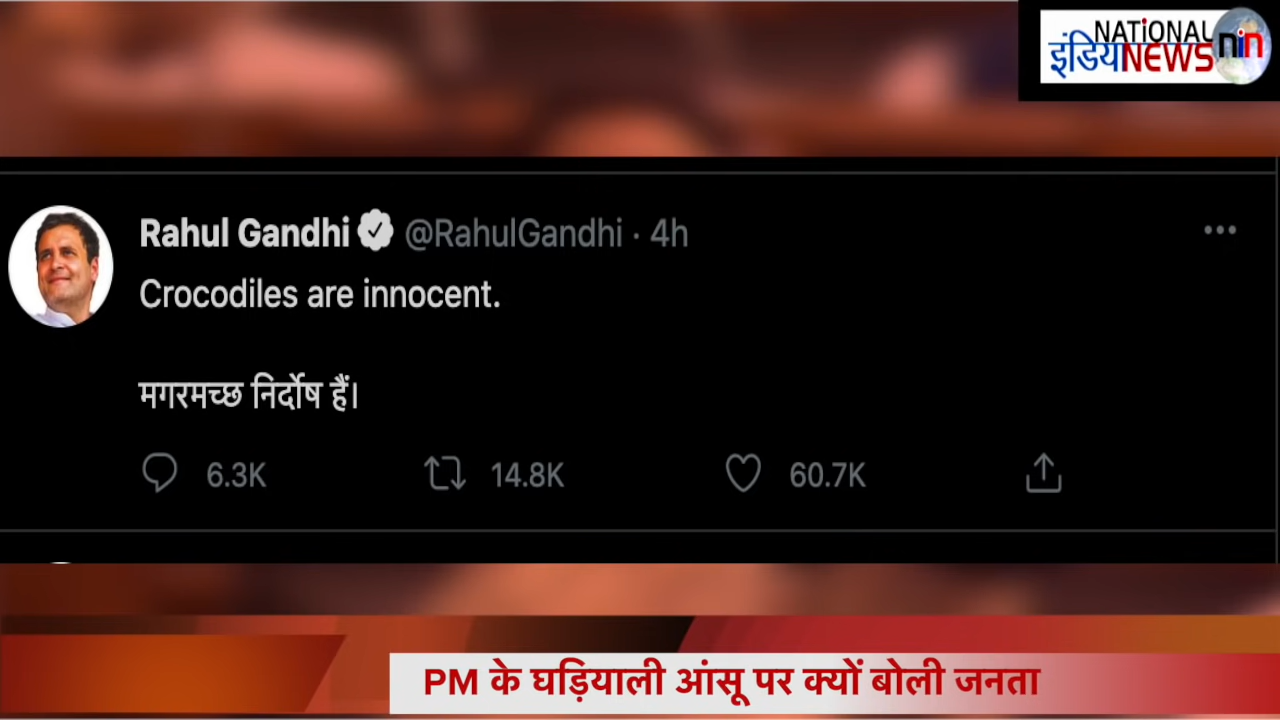 NATIONAL
इंडिया NEWS nin
Rahul Gandhi @RahulGandhi · 4h
Crocodiles are innocent.
मगरमच्छ निर्दोष हैं।
6.3K 14.8K 60.7K
PM के घड़ियाली आंसू पर क्यों बोली जनता